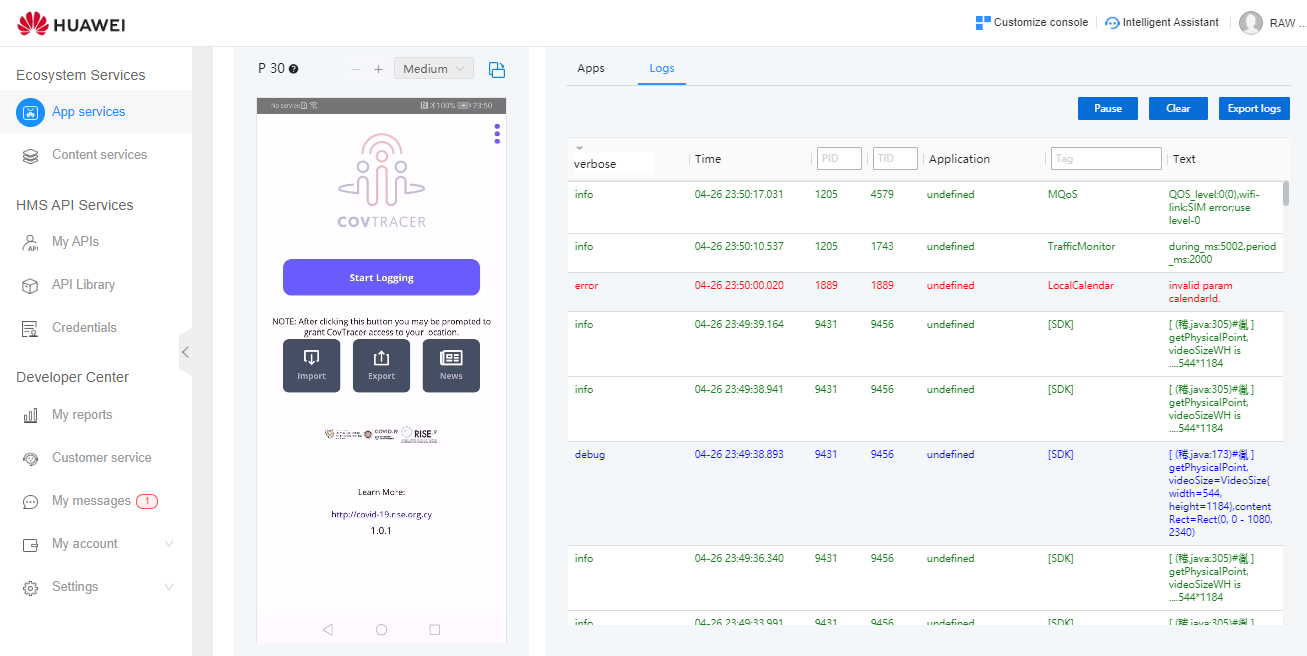 HUAWEI
Customize console
Intelligent Assistant
RAW ...
Ecosystem Services
App services
Content services
HMS API Services
My APIs
API Library
Credentials
Developer Center
My reports
Customer service
My messages 1
My account
Settings
P 30 ?
− + Medium
No service 100% 23:50
COVTRACER
Start Logging
NOTE: After clicking this button you may be prompted to
grant CovTracer access to your location.
Import
Export
News
COVID-19
RISE
Learn More:
http://covid-19.rise.org.cy
1.0.1
Apps
Logs
Pause
Clear
Export logs
verbose
Time
PID
TID
Application
Tag
Text
info 04-26 23:50:17.031 1205 4579 undefined MQoS QOS_level:0(0),wifi-
link;SIM error;use
level-0
info 04-26 23:50:10.537 1205 1743 undefined TrafficMonitor during_ms:5002,period
_ms:2000
error 04-26 23:50:00.020 1889 1889 undefined LocalCalendar invalid param
calendarId.
info 04-26 23:49:39.164 9431 9456 undefined [SDK] [ (稀.java:305)#亂 ]
getPhysicalPoint,
videoSizeWH is
....544*1184
info 04-26 23:49:38.941 9431 9456 undefined [SDK] [ (稀.java:305)#亂 ]
getPhysicalPoint,
videoSizeWH is
....544*1184
debug 04-26 23:49:38.893 9431 9456 undefined [SDK] [ (稀.java:173)#亂 ]
getPhysicalPoint,
videoSize=VideoSize{
width=544,
height=1184},content
Rect=Rect(0, 0 - 1080,
2340)
info 04-26 23:49:36.340 9431 9456 undefined [SDK] [ (稀.java:305)#亂 ]
getPhysicalPoint,
videoSizeWH is
....544*1184
info 04-26 23:49:33.991 9431 9456 undefined [SDK] [ (稀.java:305)#亂 ]